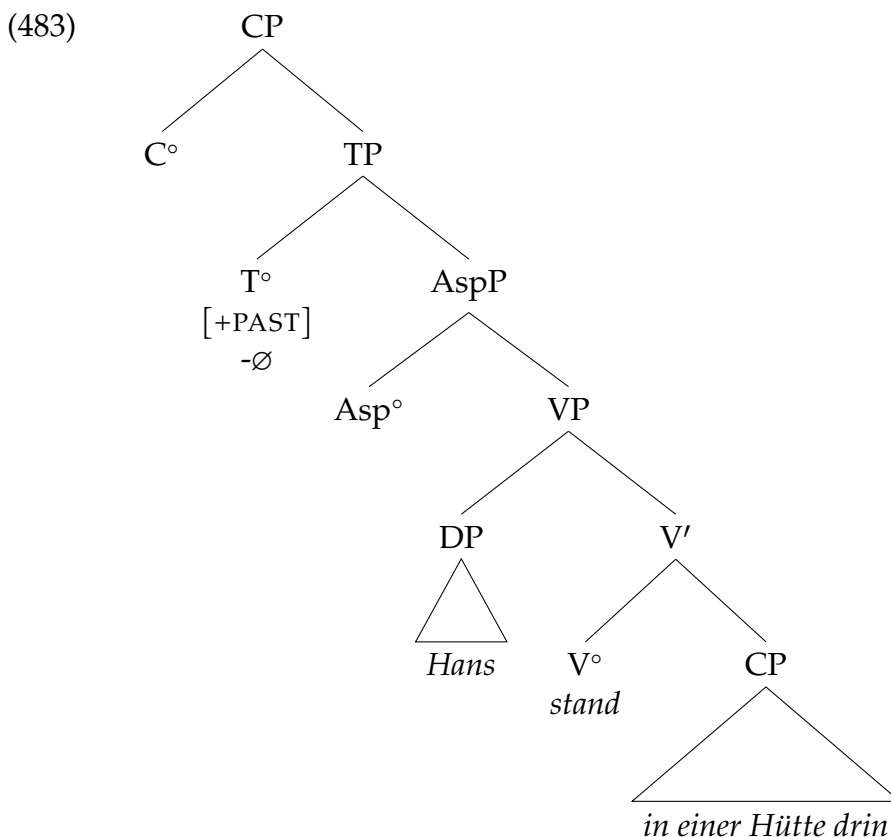 (483) CP
C° TP
T° AspP
[+PAST]
-∅
Asp° VP
DP V′
Hans V° CP
stand
in einer Hütte drin